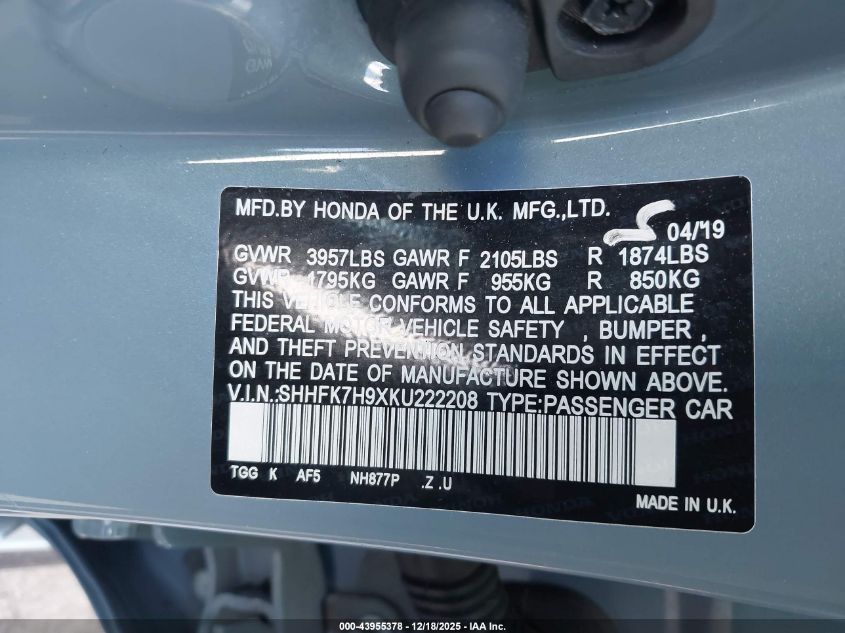 MFD.BY HONDA OF THE U.K. MFG.,LTD.
04/'19
GVWR 3957LBS GAWR F 2105LBS R 1874LBS
GVWR 1795KG GAWR F 955KG R 850KG
THIS VEHICLE CONFORMS TO ALL APPLICABLE
FEDERAL MOTOR VEHICLE SAFETY , BUMPER ,
AND THEFT PREVENTION STANDARDS IN EFFECT
ON THE DATE OF MANUFACTURE SHOWN ABOVE.
V.I.N.:SHHFK7H9XKU222208 TYPE:PASSENGER CAR
TGG K AF5 NH877P .Z .U
MADE IN U.K.
000-43955378 - 12/18/2025 - IAA Inc.